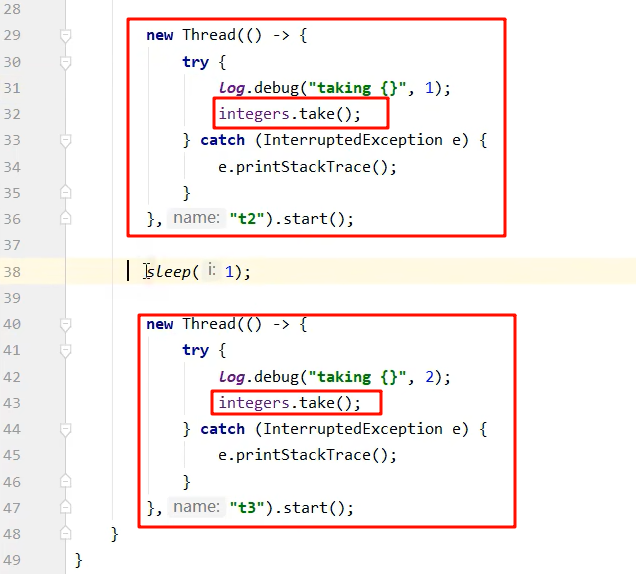 28
29 new Thread(() -> {
30 try {
31 log.debug("taking {}", 1);
32 integers.take();
33 } catch (InterruptedException e) {
34 e.printStackTrace();
35 }
36 }, name: "t2").start();
37
38 sleep( i: 1);
39
40 new Thread(() -> {
41 try {
42 log.debug("taking {}", 2);
43 integers.take();
44 } catch (InterruptedException e) {
45 e.printStackTrace();
46 }
47 }, name: "t3").start();
48 }
49 }